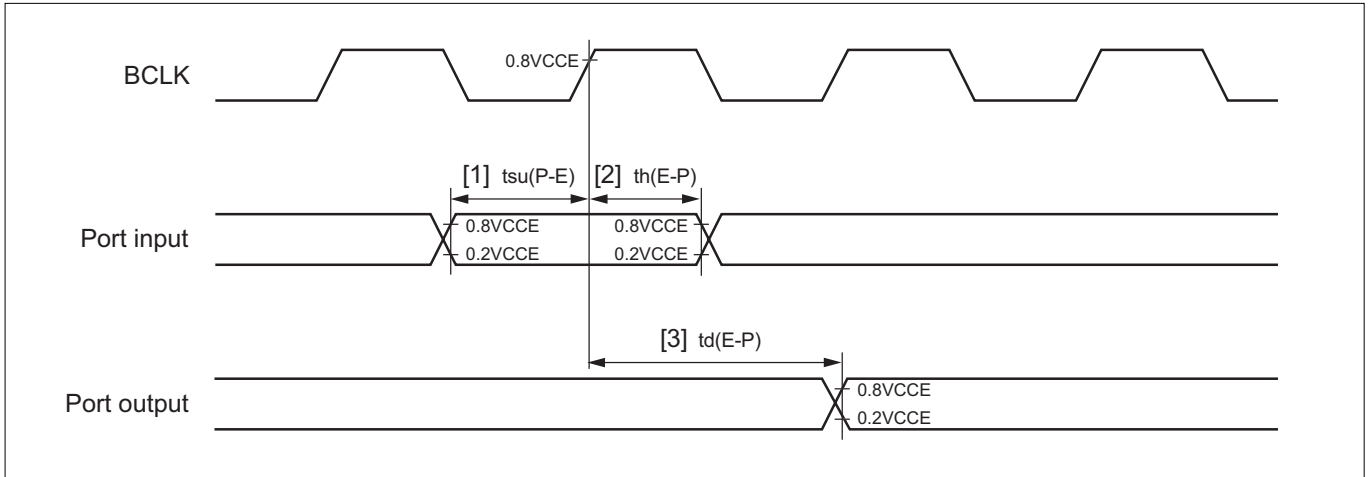 0.8VCCE
BCLK
[1] tsu(P-E) [2] th(E-P)
Port input
0.8VCCE 0.8VCCE
0.2VCCE 0.2VCCE
[3] td(E-P)
Port output
0.8VCCE
0.2VCCE